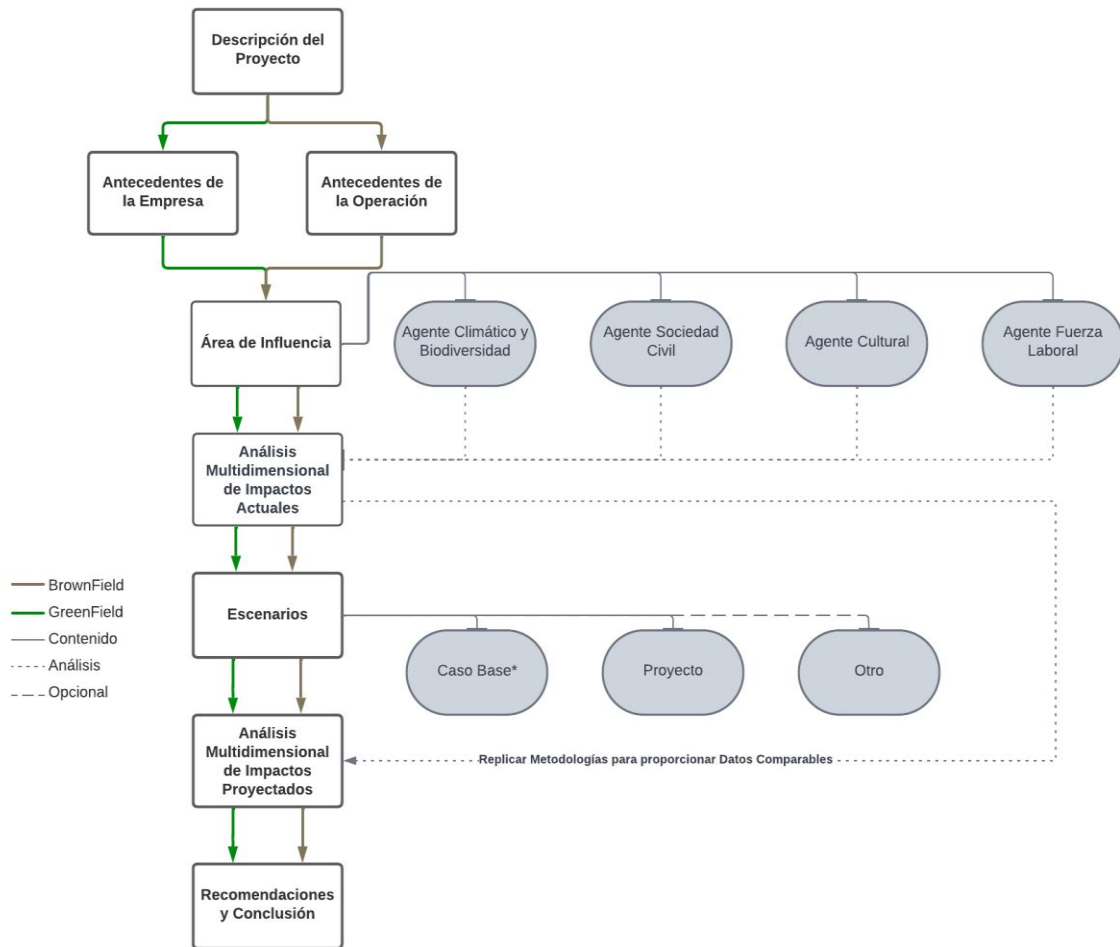 Descripción del
Proyecto
Antecedentes de
la Empresa
Antecedentes de
la Operación
Área de Influencia
Agente Climático y
Biodiversidad
Agente Sociedad
Civil
Agente Cultural
Agente Fuerza
Laboral
Análisis
Multidimensional
de Impactos
Actuales
BrownField
GreenField
Contenido
Análisis
Opcional
Escenarios
Caso Base*
Proyecto
Otro
Análisis
Multidimensional
de Impactos
Proyectados
Replicar Metodologías para proporcionar Datos Comparables
Recomendaciones
y Conclusión